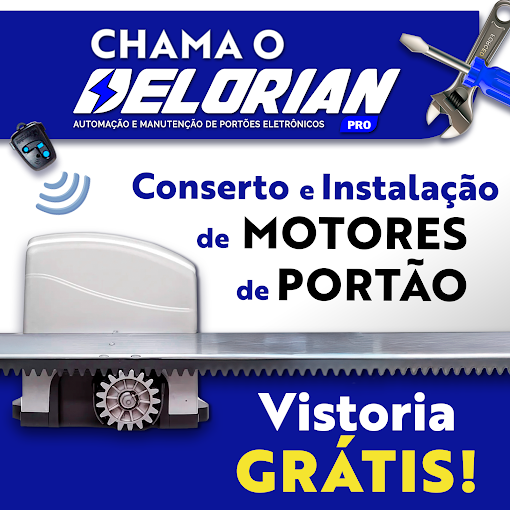 CHAMA O
DELORIAN
AUTOMAÇÃO E MANUTENÇÃO DE PORTÕES ELETRÔNICOS PRO
Conserto e Instalação
de MOTORES
de PORTÃO
Vistoria
GRÁTIS!